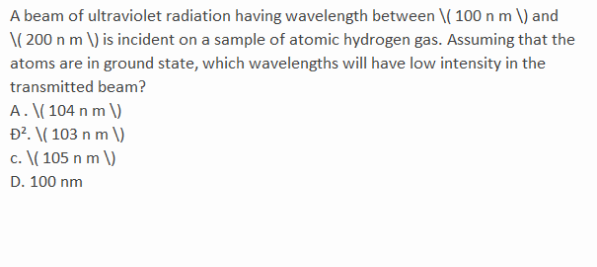 A beam of ultraviolet radiation having wavelength between \( 100 n m \) and
\( 200 n m \) is incident on a sample of atomic hydrogen gas. Assuming that the
atoms are in ground state, which wavelengths will have low intensity in the
transmitted beam?
A. \( 104 n m \)
Đ². \( 103 n m \)
c. \( 105 n m \)
D. 100 nm